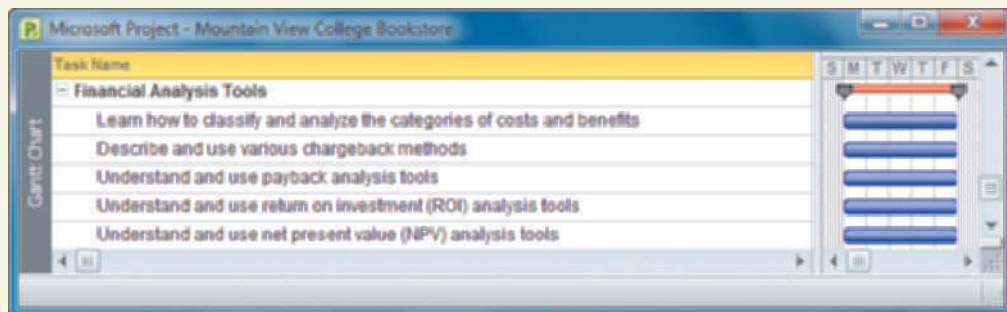 Microsoft Project - Mountain View College Bookstore
Task Name
S M T W T F S
Financial Analysis Tools
Learn how to classify and analyze the categories of costs and benefits
Describe and use various chargeback methods
Understand and use payback analysis tools
Understand and use return on investment (ROI) analysis tools
Understand and use net present value (NPV) analysis tools
Gantt Chart